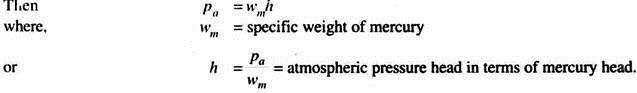 Then p_a = w_m h
where, w_m = specific weight of mercury
or h = p_a / w_m = atmospheric pressure head in terms of mercury head.